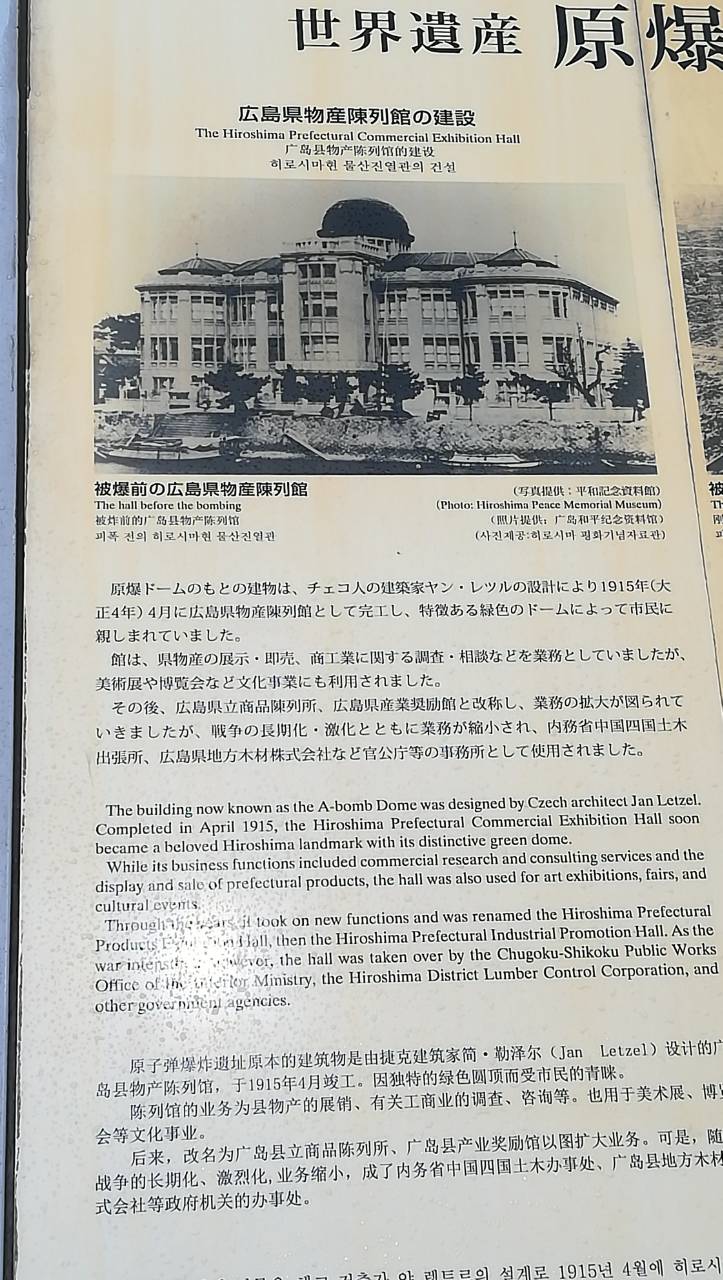 世界遺産 原爆
広島県物産陳列館の建設
The Hiroshima Prefectural Commercial Exhibition Hall
广岛县物产陈列馆的建设
히로시마현 물산진열관의 건설
被爆前の広島県物産陳列館
The hall before the bombing
被炸前的广岛县物产陈列馆
피폭 전의 히로시마현 물산진열관
(写真提供：平和記念資料館)
(Photo: Hiroshima Peace Memorial Museum)
(照片提供：广岛和平纪念资料馆)
(사진제공:히로시마 평화기념자료관)
原爆ドームのもとの建物は、チェコ人の建築家ヤン・レツルの設計により1915年(大
正4年) 4月に広島県物産陳列館として完工し、特徴ある緑色のドームによって市民に
親しまれていました。
館は、県物産の展示・即売、商工業に関する調査・相談などを業務としていましたが、
美術展や博覧会など文化事業にも利用されました。
その後、広島県立商品陳列所、広島県産業奨励館と改称し、業務の拡大が図られて
いきましたが、戦争の長期化・激化とともに業務が縮小され、内務省中国四国土木
出張所、広島県地方木材株式会社など官公庁等の事務所として使用されました。
The building now known as the A-bomb Dome was designed by Czech architect Jan Letzel.
Completed in April 1915, the Hiroshima Prefectural Commercial Exhibition Hall soon
became a beloved Hiroshima landmark with its distinctive green dome.
While its business functions included commercial research and consulting services and the
display and sale of prefectural products, the hall was also used for art exhibitions, fairs, and
cultural events.
Through the years, it took on new functions and was renamed the Hiroshima Prefectural
Products Hall, then the Hiroshima Prefectural Industrial Promotion Hall. As the
war however, the hall was taken over by the Chugoku-Shikoku Public Works
Office of the Interior Ministry, the Hiroshima District Lumber Control Corporation, and
other government agencies.
原子弹爆炸遗址原本的建筑物是由捷克建筑家简・勒泽尔（Jan Letzel）设计的广
岛县物产陈列馆，于1915年4月竣工。因独特的绿色圆顶而受市民的青睐。
陈列馆的业务为县物产的展销、有关工商业的调查、咨询等。也用于美术展、博览
会等文化事业。
后来，改名为广岛县立商品陈列所、广岛县产业奖励馆以图扩大业务。可是，随
战争的长期化、激烈化,业务缩小，成了内务省中国四国土木办事处、广岛县地方木材
式会社等政府机关的办事处。
설계로 1915년 4월에 히로시